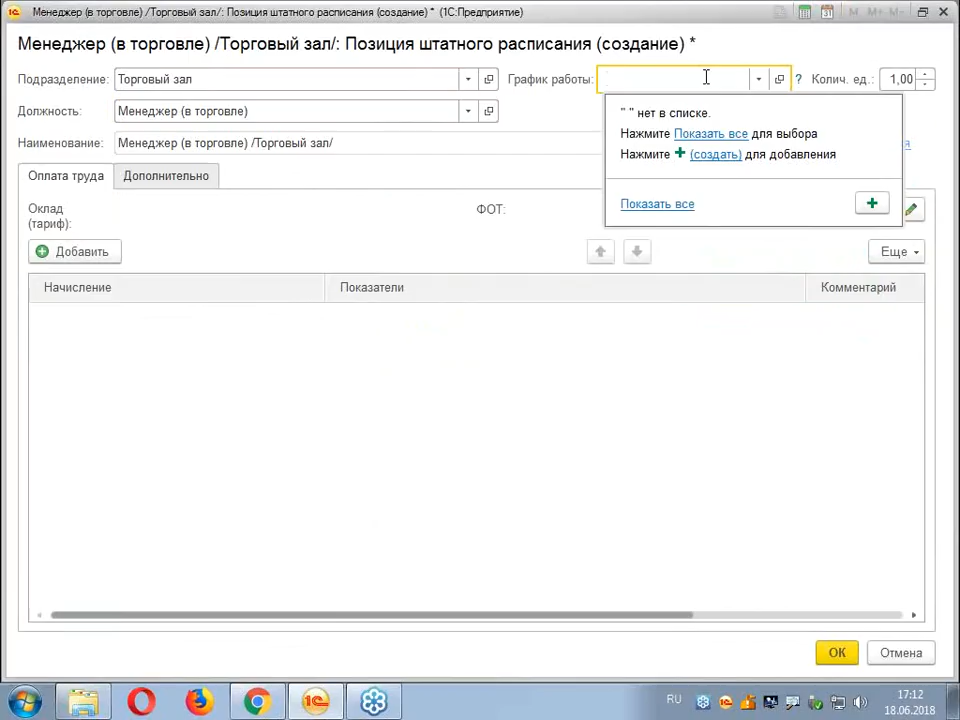 Менеджер (в торговле) /Торговый зал/: Позиция штатного расписания (создание) * (1С:Предприятие)
M M+ M-
Менеджер (в торговле) /Торговый зал/: Позиция штатного расписания (создание) *
Подразделение: Торговый зал График работы: ? Колич. ед.: 1,00
Должность: Менеджер (в торговле)
Наименование: Менеджер (в торговле) /Торговый зал/
" " нет в списке.
Нажмите Показать все для выбора
Нажмите + (создать) для добавления
Показать все +
Оплата труда Дополнительно
Оклад (тариф): ФОТ:
Добавить Еще
Начисление Показатели Комментарий
ОК Отмена
RU 17:12
18.06.2018